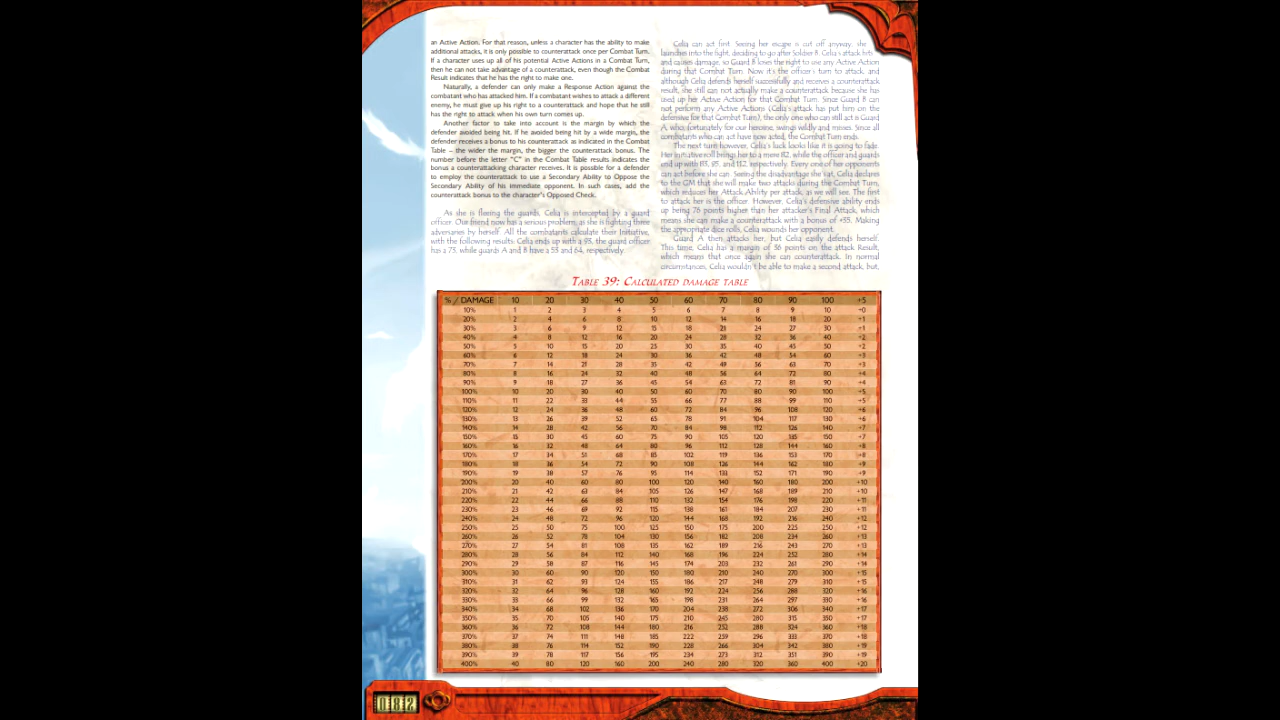 an Active Action. For that reason, unless a character has the ability to make
additional attacks, it is only possible to counterattack once per Combat Turn.
If a character uses up all of his potential Active Actions in a Combat Turn,
then he can not take advantage of a counterattack, even though the Combat
Result indicates that he has the right to make one.
Naturally, a defender can only make a Response Action against the
combatant who has attacked him. If a combatant wishes to attack a different
enemy, he must give up his right to a counterattack and hope that he still
has the right to attack when his own turn comes up.
Another factor to take into account is the margin by which the
defender avoided being hit. If he avoided being hit by a wide margin, the
defender receives a bonus to his counterattack as indicated in the Combat
Table – the wider the margin, the bigger the counterattack bonus. The
number before the letter "C" in the Combat Table results indicates the
bonus a counterattacking character receives. It is possible for a defender
to employ the counterattack to use a Secondary Ability to Oppose the
Secondary Ability of his immediate opponent. In such cases, add the
counterattack bonus to the character's Opposed Check.
As she is fleeing the guards, Celia is intercepted by a guard
officer. Our friend now has a serious problem, as she is fighting three
adversaries by herself. All the combatants calculate their Initiative,
with the following results: Celia ends up with a 95, the guard officer
has a 73, while guards A and B have a 53 and 64, respectively.
Celia can act first. Seeing her escape is cut off anyway, she
launches into the fight, deciding to go after Soldier B. Celia's attack hits
and causes damage, so Guard B loses the right to use any Active Action
during that Combat Turn. Now it's the officer's turn to attack, and
although Celia defends herself successfully and receives a counterattack
result, she still can not actually make a counterattack because she has
used up her Active Action for that Combat Turn. Since Guard B can
not perform any Active Actions (Celia's attack has put him on the
defensive for that Combat Turn), the only one who can still act is Guard
A, who, fortunately for our heroine, swings wildly and misses. Since all
combatants who can act have now acted, the Combat Turn ends.
The next turn however, Celia's luck looks like it is going to fade.
Her initiative roll brings her to a mere 82, while the officer and guards
end up with 113, 95, and 112, respectively. Every one of her opponents
can act before she can. Seeing the disadvantage she's at, Celia declares
to the GM that she will make two attacks during the Combat Turn,
which reduces her Attack Ability per attack, as we will see. The first
to attack her is the officer. However, Celia's defensive ability ends
up being 76 points higher than her attacker's Final Attack, which
means she can make a counterattack with a bonus of +35. Making
the appropriate dice rolls, Celia wounds her opponent.
Guard A then attacks her, but Celia easily defends herself.
This time, Celia has a margin of 56 points on the attack Result,
which means that once again she can counterattack. In normal
circumstances, Celia wouldn't be able to make a second attack, but,
Table 39: Calculated damage table
% / DAMAGE 10 20 30 40 50 60 70 80 90 100 +5
10% 1 2 3 4 5 6 7 8 9 10 +0
20% 2 4 6 8 10 12 14 16 18 20 +1
30% 3 6 9 12 15 18 21 24 27 30 +1
40% 4 8 12 16 20 24 28 32 36 40 +2
50% 5 10 15 20 25 30 35 40 45 50 +2
60% 6 12 18 24 30 36 42 48 54 60 +3
70% 7 14 21 28 35 42 49 56 63 70 +3
80% 8 16 24 32 40 48 56 64 72 80 +4
90% 9 18 27 36 45 54 63 72 81 90 +4
100% 10 20 30 40 50 60 70 80 90 100 +5
110% 11 22 33 44 55 66 77 88 99 110 +5
120% 12 24 36 48 60 72 84 96 108 120 +6
130% 13 26 39 52 65 78 91 104 117 130 +6
140% 14 28 42 56 70 84 98 112 126 140 +7
150% 15 30 45 60 75 90 105 120 135 150 +7
160% 16 32 48 64 80 96 112 128 144 160 +8
170% 17 34 51 68 85 102 119 136 153 170 +8
180% 18 36 54 72 90 108 126 144 162 180 +9
190% 19 38 57 76 95 114 133 152 171 190 +9
200% 20 40 60 80 100 120 140 160 180 200 +10
210% 21 42 63 84 105 126 147 168 189 210 +10
220% 22 44 66 88 110 132 154 176 198 220 +11
230% 23 46 69 92 115 138 161 184 207 230 +11
240% 24 48 72 96 120 144 168 192 216 240 +12
250% 25 50 75 100 125 150 175 200 225 250 +12
260% 26 52 78 104 130 156 182 208 234 260 +13
270% 27 54 81 108 135 162 189 216 243 270 +13
280% 28 56 84 112 140 168 196 224 252 280 +14
290% 29 58 87 116 145 174 203 232 261 290 +14
300% 30 60 90 120 150 180 210 240 270 300 +15
310% 31 62 93 124 155 186 217 248 279 310 +15
320% 32 64 96 128 160 192 224 256 288 320 +16
330% 33 66 99 132 165 198 231 264 297 330 +16
340% 34 68 102 136 170 204 238 272 306 340 +17
350% 35 70 105 140 175 210 245 280 315 350 +17
360% 36 72 108 144 180 216 252 288 324 360 +18
370% 37 74 111 148 185 222 259 296 333 370 +18
380% 38 76 114 152 190 228 266 304 342 380 +19
390% 39 78 117 156 195 234 273 312 351 390 +19
400% 40 80 120 160 200 240 280 320 360 400 +20